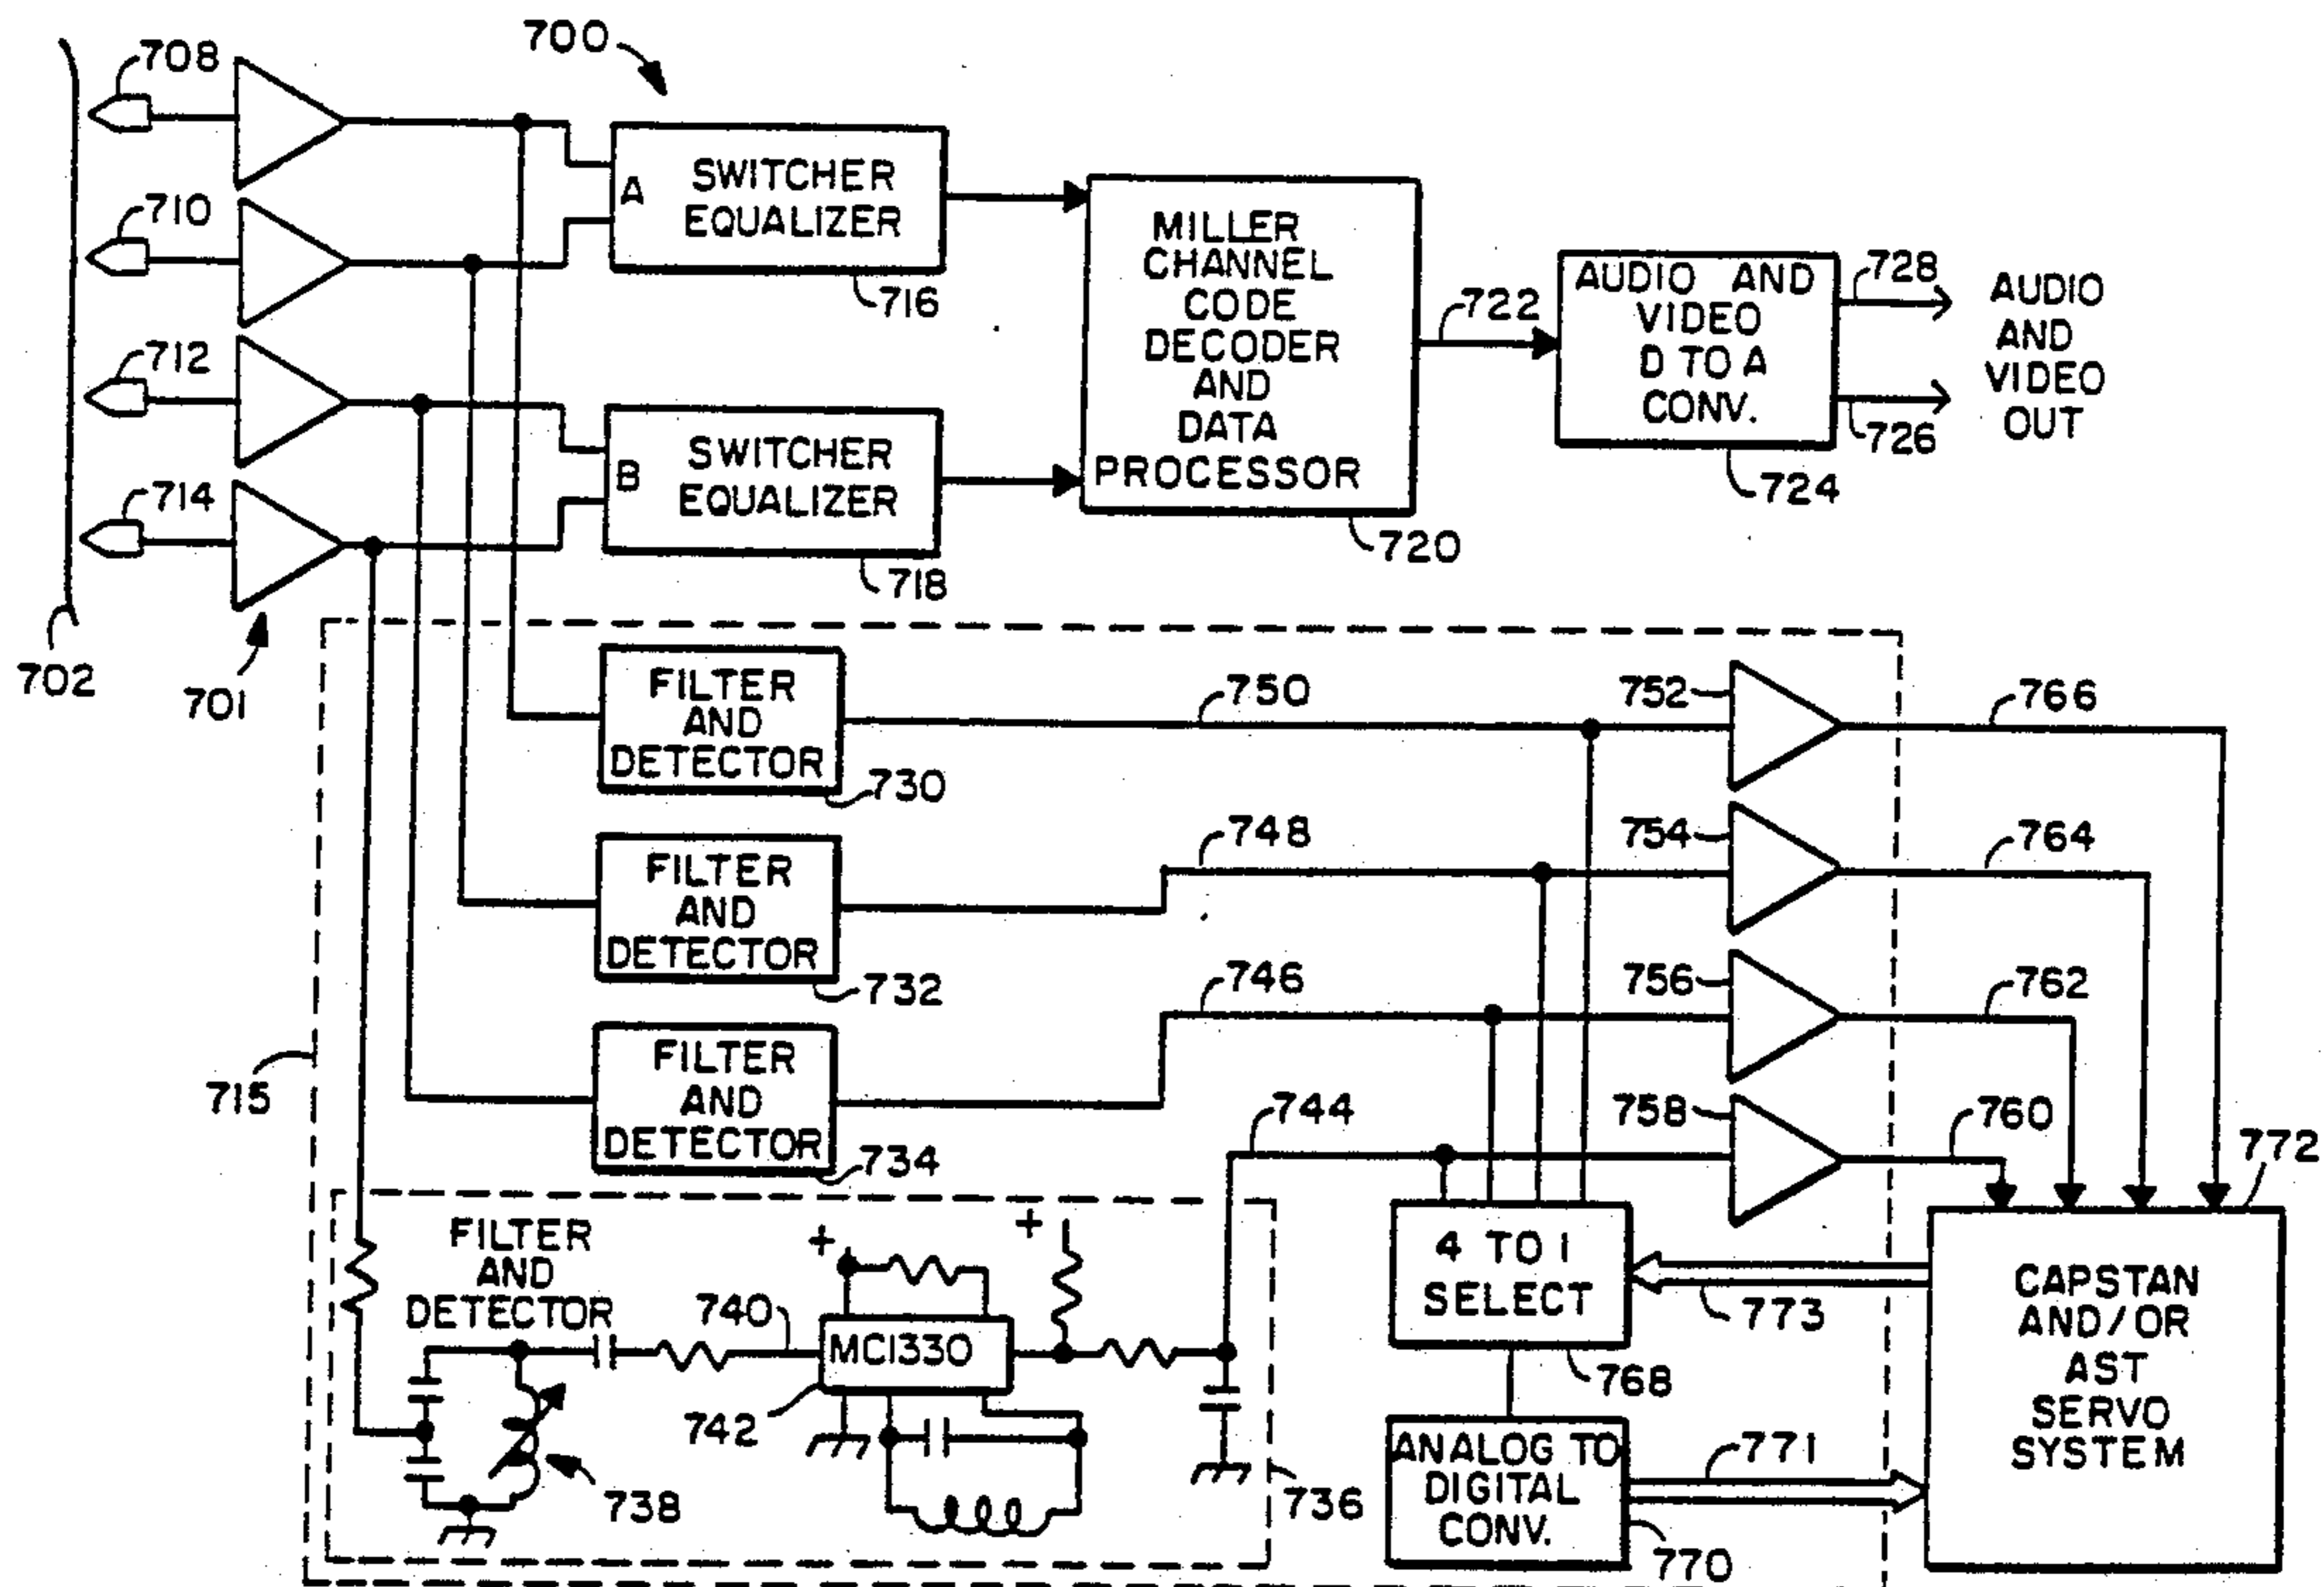 700
708
710
712
714
702
701
A
SWITCHER
EQUALIZER
716
B
SWITCHER
EQUALIZER
718
MILLER
CHANNEL
CODE
DECODER
AND
DATA
PROCESSOR
720
722
AUDIO AND
VIDEO
D TO A
CONV.
724
728
726
AUDIO
AND
VIDEO
OUT
715
FILTER
AND
DETECTOR
730
750
752
766
FILTER
AND
DETECTOR
732
748
754
764
FILTER
AND
DETECTOR
734
746
756
762
744
758
760
772
FILTER
AND
DETECTOR
738
740
+
MC1330
742
+
736
4 TO 1
SELECT
768
773
ANALOG TO
DIGITAL
CONV.
770
771
CAPSTAN
AND/OR
AST
SERVO
SYSTEM